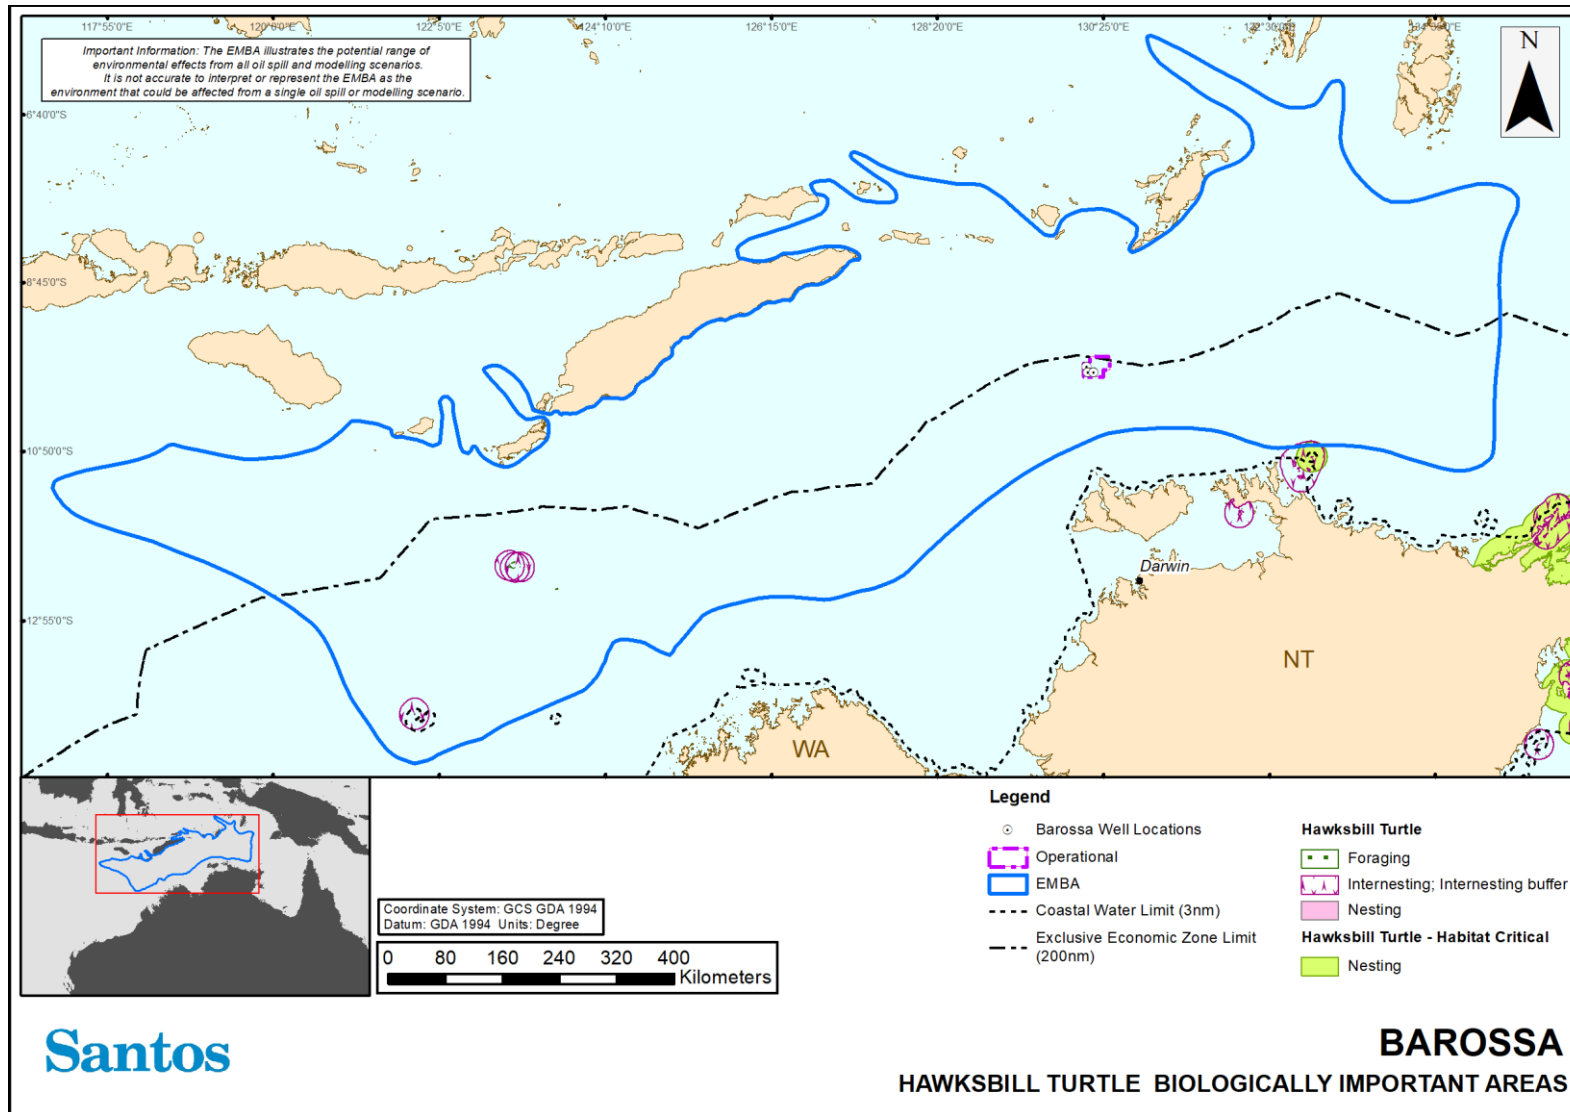 117°55'0"E
120°0'0"E
122°5'0"E
124°10'0"E
126°15'0"E
128°20'0"E
130°25'0"E
Important Information: The EMBA illustrates the potential range of
environmental effects from all oil spill and modelling scenarios.
It is not accurate to interpret or represent the EMBA as the
environment that could be affected from a single oil spill or modelling scenario.
N
6°40'0"S
8°45'0"S
10°50'0"S
12°55'0"S
Darwin
NT
WA
Legend
Barossa Well Locations
Operational
EMBA
Coastal Water Limit (3nm)
Exclusive Economic Zone Limit
(200nm)
Hawksbill Turtle
Foraging
Internesting; Internesting buffer
Nesting
Hawksbill Turtle - Habitat Critical
Nesting
Coordinate System: GCS GDA 1994
Datum: GDA 1994 Units: Degree
0 80 160 240 320 400
Kilometers
Santos
BAROSSA
HAWKSBILL TURTLE BIOLOGICALLY IMPORTANT AREAS